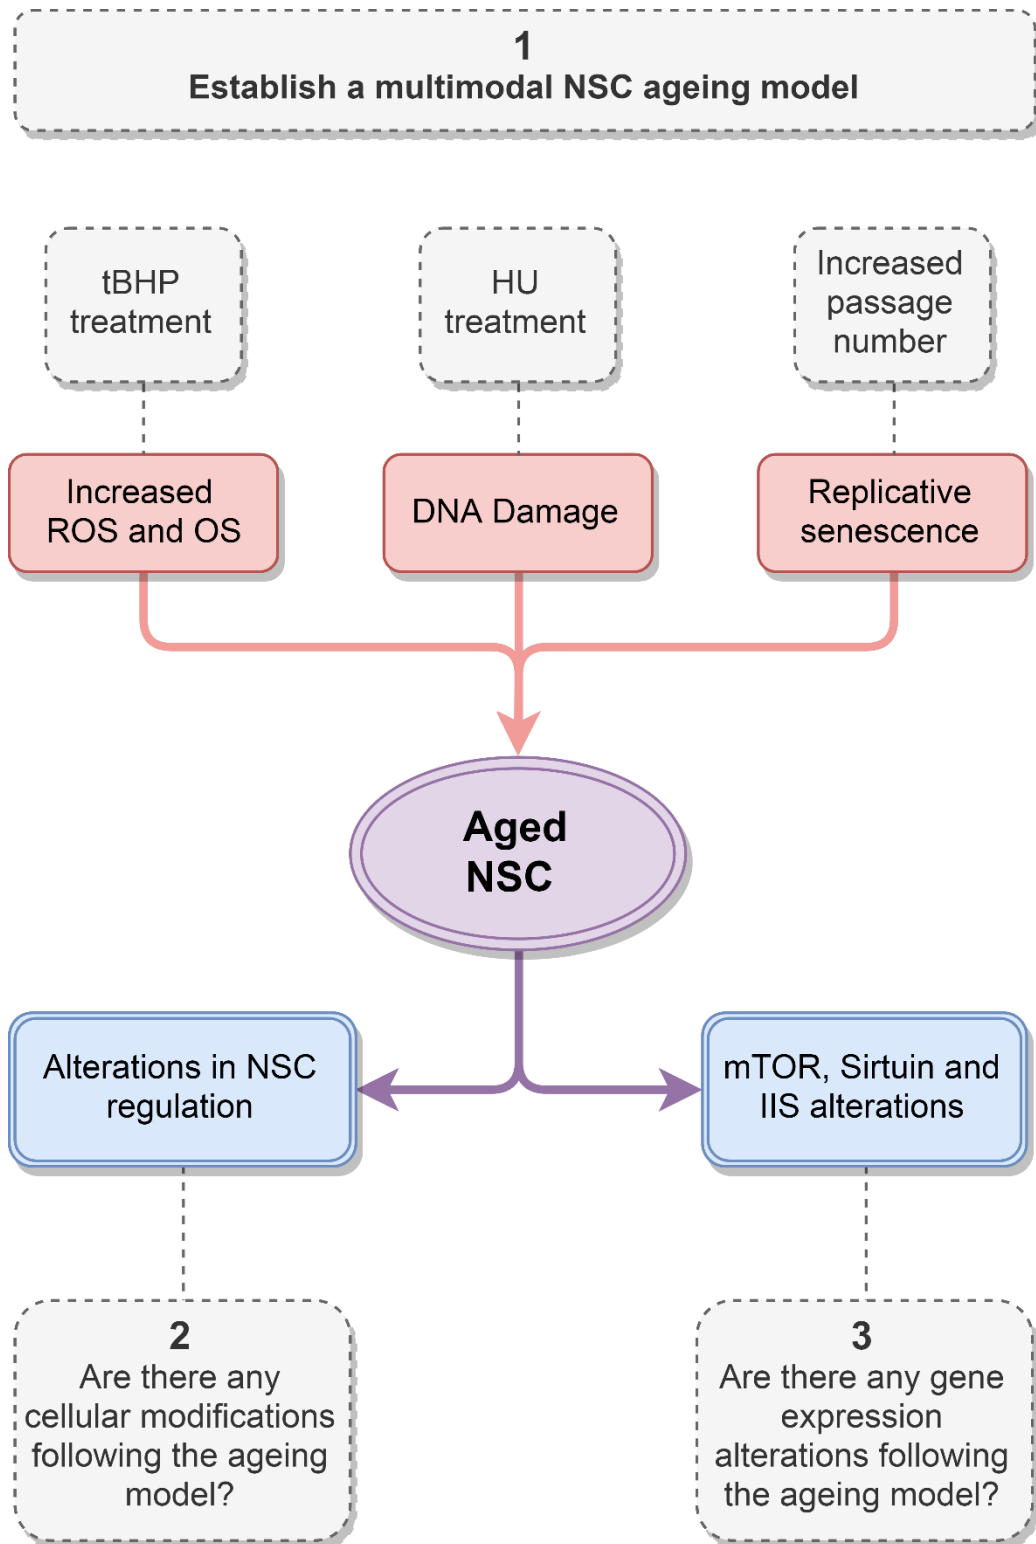 1
Establish a multimodal NSC ageing model
tBHP
treatment
HU
treatment
Increased
passage
number
Increased
ROS and OS
DNA Damage
Replicative
senescence
Aged
NSC
Alterations in NSC
regulation
mTOR, Sirtuin and
IIS alterations
2
Are there any
cellular modifications
following the ageing
model?
3
Are there any gene
expression
alterations following
the ageing model?